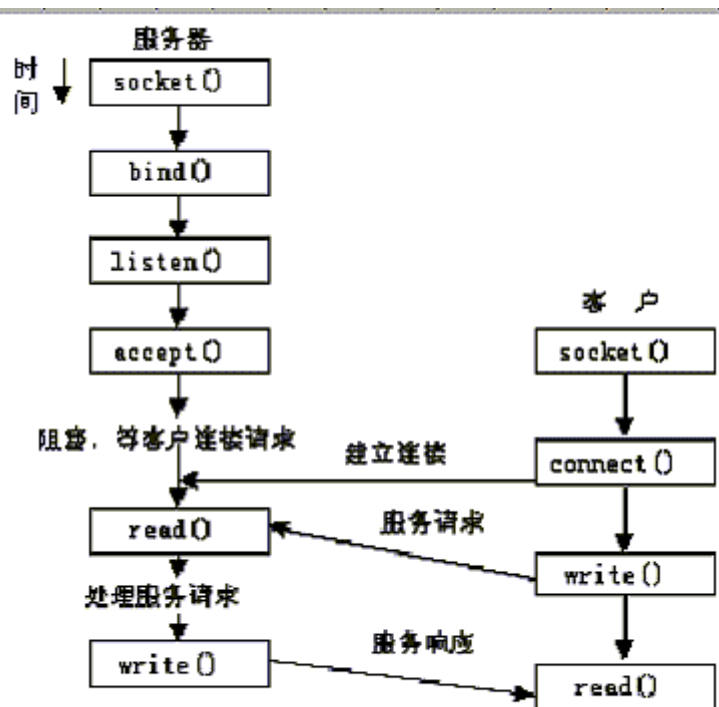 服务器
时间
socket()
bind()
listen()
accept()
阻塞，等客户连接请求
read()
处理服务请求
write()
客 户
socket()
connect()
write()
read()
建立连接
服务请求
服务响应